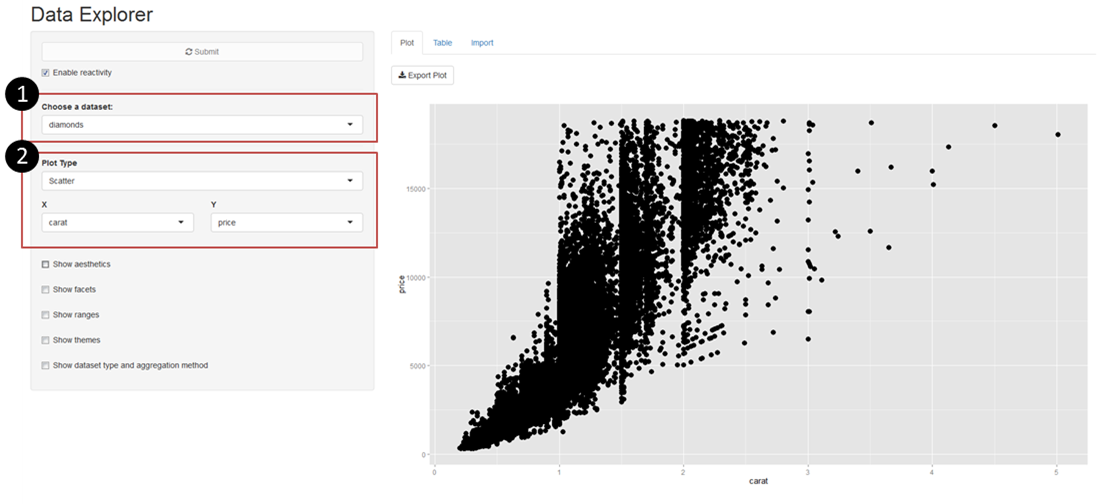 Data Explorer
Submit
Enable reactivity
1
Choose a dataset:
diamonds
2
Plot Type
Scatter
X Y
carat price
Show aesthetics
Show facets
Show ranges
Show themes
Show dataset type and aggregation method
Plot Table Import
Export Plot
price
15000
10000
5000
0
0 1 2 3 4 5
carat